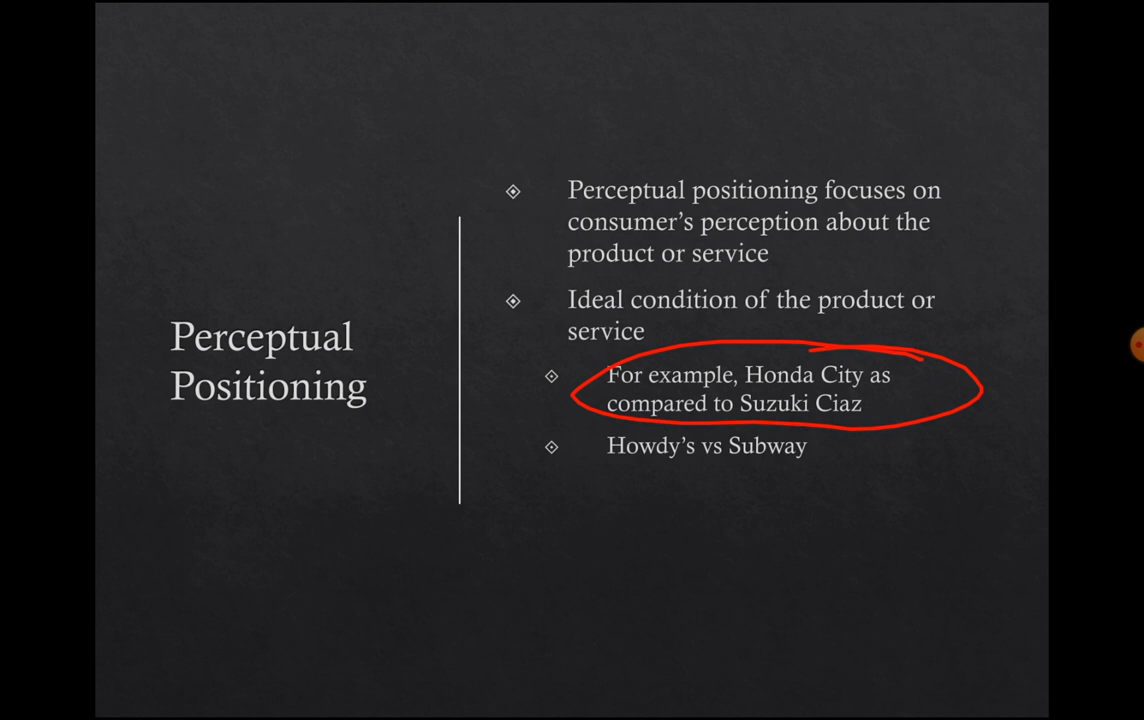 Perceptual
Positioning
Perceptual positioning focuses on
consumer’s perception about the
product or service
Ideal condition of the product or
service
For example, Honda City as
compared to Suzuki Ciaz
Howdy’s vs Subway